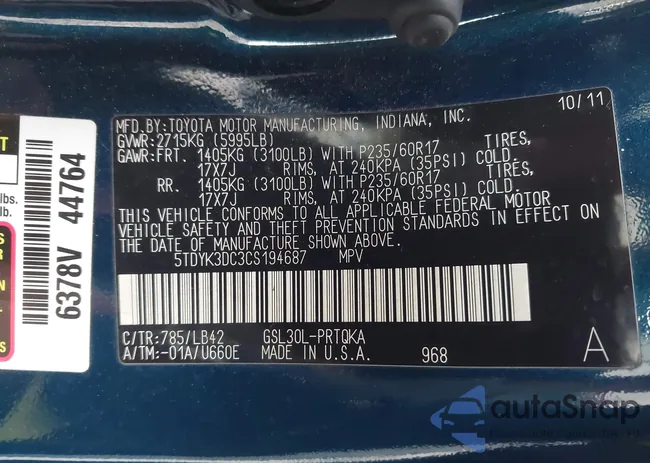 10/11
MFD.BY:TOYOTA MOTOR MANUFACTURING, INDIANA, INC.
GVWR:2715KG (5995LB)
GAWR:FRT. 1405KG (3100LB) WITH P235/60R17 TIRES,
17X7J RIMS, AT 240KPA (35PSI) COLD.
RR. 1405KG (3100LB) WITH P235/60R17 TIRES,
17X7J RIMS, AT 240KPA (35PSI) COLD.
THIS VEHICLE CONFORMS TO ALL APPLICABLE FEDERAL MOTOR
VEHICLE SAFETY AND THEFT PREVENTION STANDARDS IN EFFECT ON
THE DATE OF MANUFACTURE SHOWN ABOVE.
5TDYK3DC3CS194687 MPV
C/TR:785/LB42 GSL30L-PRTQKA
A/TM:-01A/U660E MADE IN U.S.A. 968 A
6378V 44764
lbs.
lb.
autoSnap